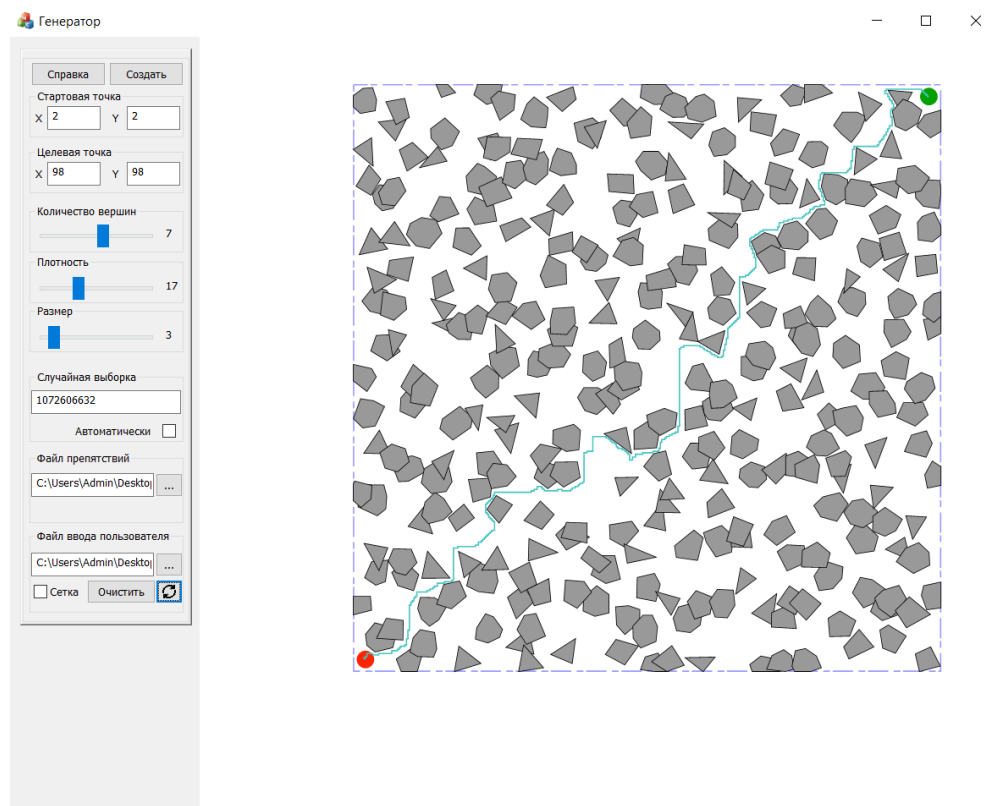 Генератор
Справка Создать
Стартовая точка
X 2 Y 2
Целевая точка
X 98 Y 98
Количество вершин
7
Плотность
17
Размер
3
Случайная выборка
1072606632
Автоматически
Файл препятствий
C:\Users\Admin\Desktop ...
Файл ввода пользователя
C:\Users\Admin\Desktop ...
Сетка Очистить